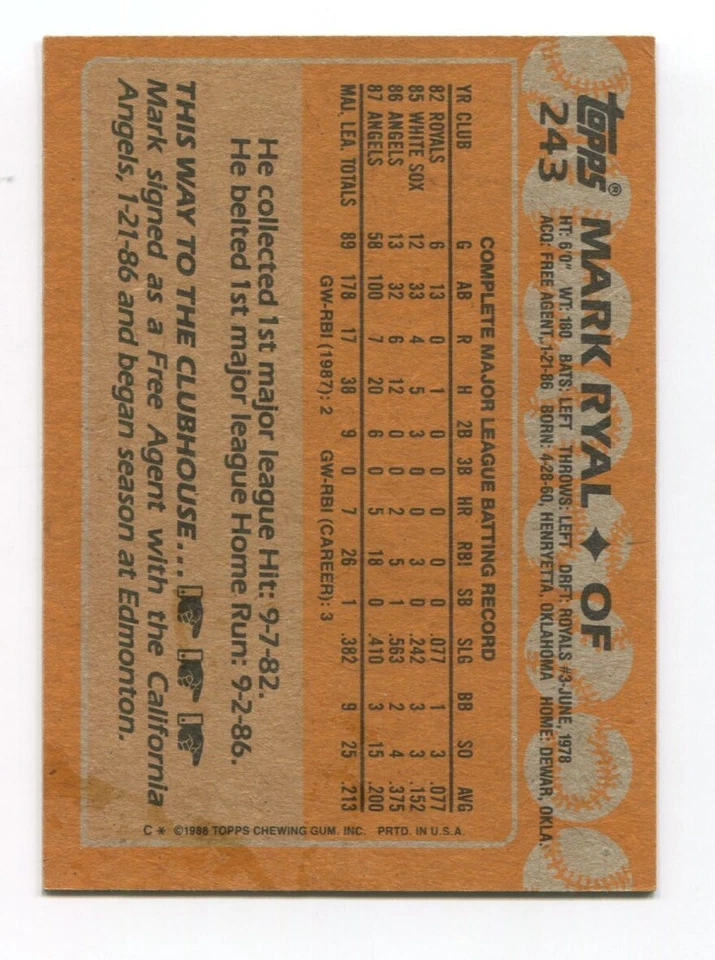 topps®
243
MARK RYAL ✦ OF
HT: 6'0" WT: 180 BATS: LEFT THROWS: LEFT DRFT: ROYALS #3-JUNE, 1978
ACQ: FREE AGENT, 1-21-86 BORN: 4-28-60, HENRYETTA, OKLAHOMA HOME: DEWAR, OKLA.
COMPLETE MAJOR LEAGUE BATTING RECORD
YR CLUB G AB R H 2B 3B HR RBI SB SLG BB SO AVG
82 ROYALS 6 13 0 1 0 0 0 0 0 .077 1 3 .077
85 WHITE SOX 12 33 4 5 3 0 0 3 0 .242 3 3 .152
86 ANGELS 13 32 6 12 0 0 2 5 1 .563 2 4 .375
87 ANGELS 58 100 7 20 6 0 5 18 0 .410 3 15 .200
MAJ. LEA. TOTALS 89 178 17 38 9 0 7 26 1 .382 9 25 .213
GW-RBI (1987): 2 GW-RBI (CAREER): 3
He collected 1st major league Hit: 9-7-82.
He belted 1st major league Home Run: 9-2-86.
THIS WAY TO THE CLUBHOUSE...
Mark signed as a Free Agent with the California
Angels, 1-21-86 and began season at Edmonton.
C * ©1988 TOPPS CHEWING GUM. INC. PRTD. IN U.S.A.